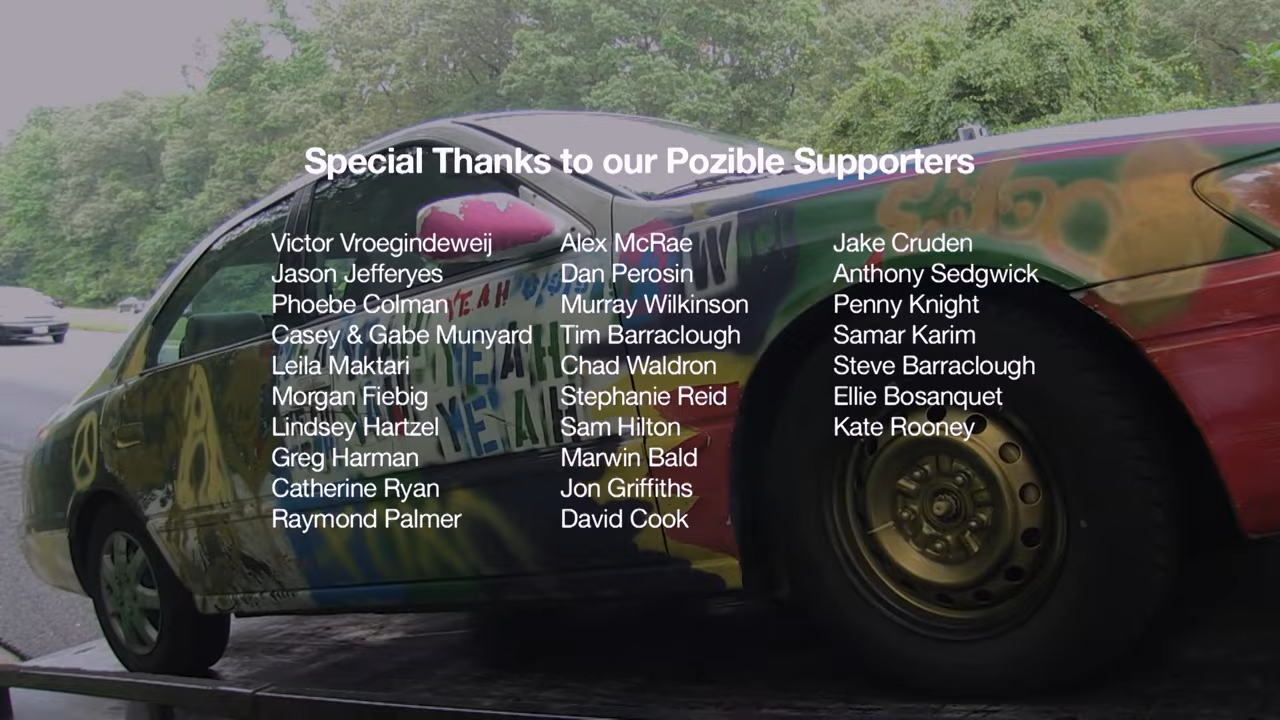 Special Thanks to our Pozible Supporters
Victor Vroegindeweij
Jason Jefferyes
Phoebe Colman
Casey & Gabe Munyard
Leila Maktari
Morgan Fiebig
Lindsey Hartzel
Greg Harman
Catherine Ryan
Raymond Palmer
Alex McRae
Dan Perosin
Murray Wilkinson
Tim Barraclough
Chad Waldron
Stephanie Reid
Sam Hilton
Marwin Bald
Jon Griffiths
David Cook
Jake Cruden
Anthony Sedgwick
Penny Knight
Samar Karim
Steve Barraclough
Ellie Bosanquet
Kate Rooney
YEAH
YEAH
YEAH